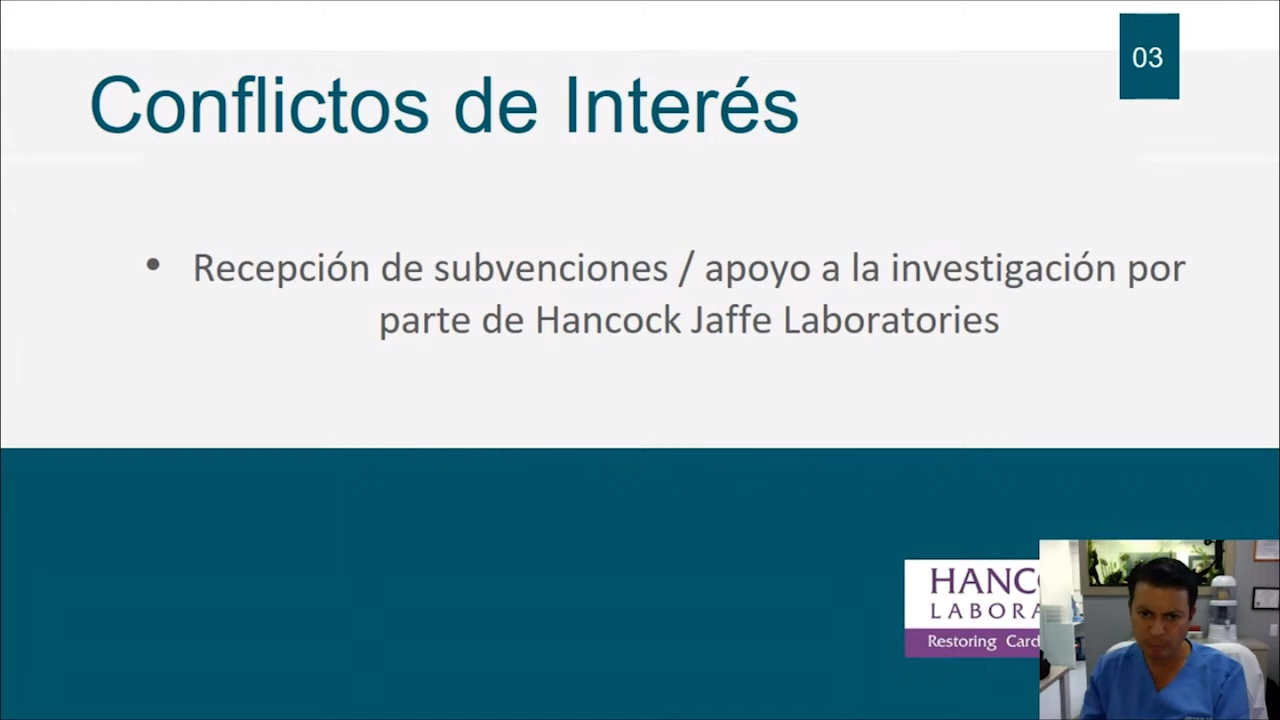 03
Conflictos de Interés
• Recepción de subvenciones / apoyo a la investigación por
parte de Hancock Jaffe Laboratories
HANC
LABORA
Restoring Card